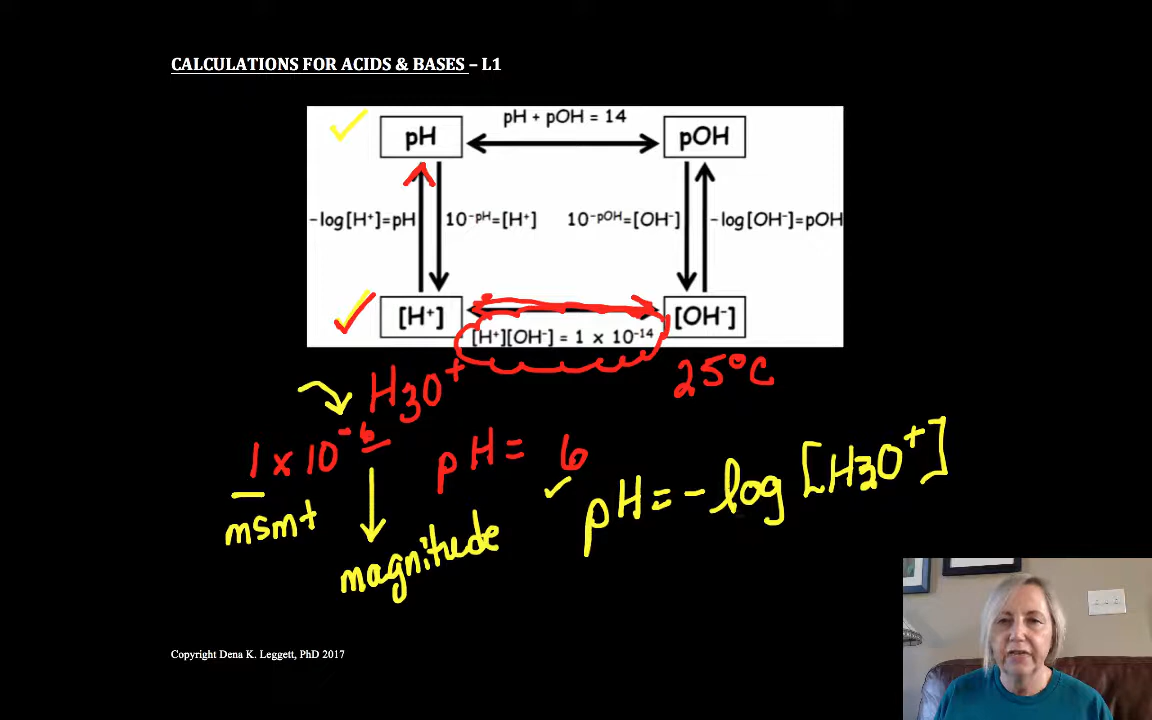 CALCULATIONS FOR ACIDS & BASES – L1
pH + pOH = 14
pH
pOH
-log[H⁺]=pH
10⁻ᵖᴴ=[H⁺]
10⁻ᵖᴼᴴ=[OH⁻]
-log[OH⁻]=pOH
[H⁺]
[OH⁻]
[H⁺][OH⁻] = 1 x 10⁻¹⁴
H₃O⁺
25°C
1 x 10⁻⁶
pH = 6
pH = -log [H₃O⁺]
msmt
magnitude
Copyright Dena K. Leggett, PhD 2017